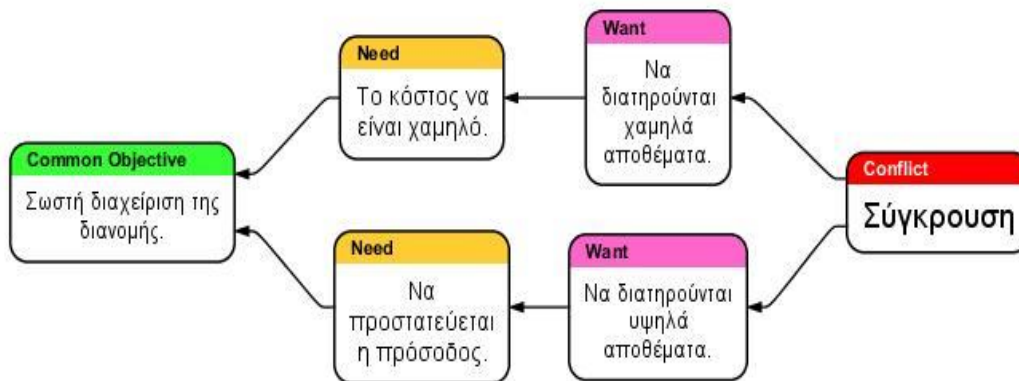 Common Objective
Σωστή διαχείριση της
διανομής.
Need
Το κόστος να
είναι χαμηλό.
Want
Να
διατηρούνται
χαμηλά
αποθέματα.
Need
Να
προστατεύεται
η πρόσοδος.
Want
Να διατηρούνται
υψηλά
αποθέματα.
Conflict
Σύγκρουση